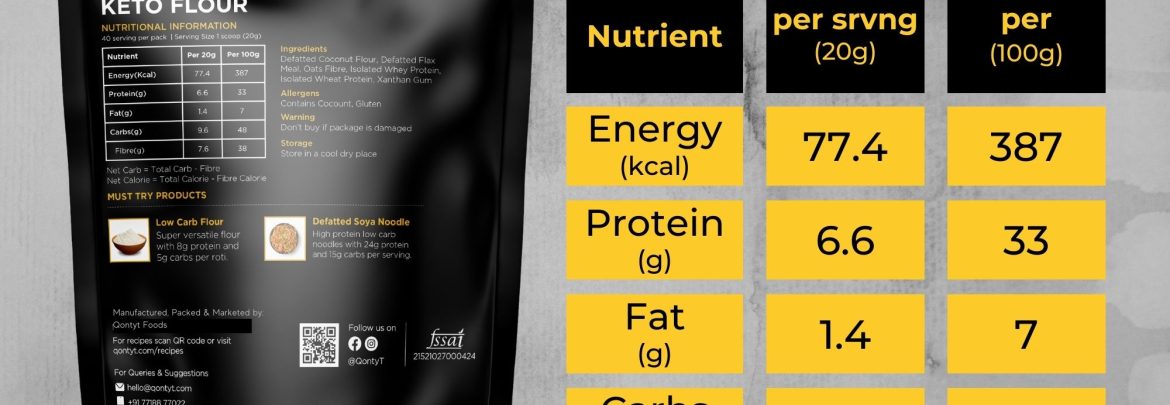 KETO FLOUR
NUTRITIONAL INFORMATION
40 serving per pack | Serving Size 1 scoop (20g)
Nutrient Per 20g Per 100g
Energy(Kcal) 77.4 387
Protein(g) 6.6 33
Fat(g) 1.4 7
Carbs(g) 9.6 48
Fibre(g) 7.6 38
Net Carb = Total Carb - Fibre
Net Calorie = Total Calorie - Fibre Calorie
Ingredients
Defatted Coconut Flour, Defatted Flax
Meal, Oats Fibre, Isolated Whey Protein,
Isolated Wheat Protein, Xanthan Gum
Allergens
Contains Cocount, Gluten
Warning
Don't buy if package is damaged
Storage
Store in a cool dry place
MUST TRY PRODUCTS
Low Carb Flour
Super versatile flour
with 8g protein and
5g carbs per roti.
Defatted Soya Noodle
High protein low carb
noodles with 24g protein
and 15g carbs per serving.
Manufactured, Packed & Marketed by:
Qontyt Foods
For recipes scan QR code or visit
qontyt.com/recipes
For Queries & Suggestions
hello@qontyt.com
+91 77188 77022
Follow us on
@QontyT
fssai
21521027000424
Nutrient per srvng (20g) per (100g)
Energy (kcal) 77.4 387
Protein (g) 6.6 33
Fat (g) 1.4 7
Carbs